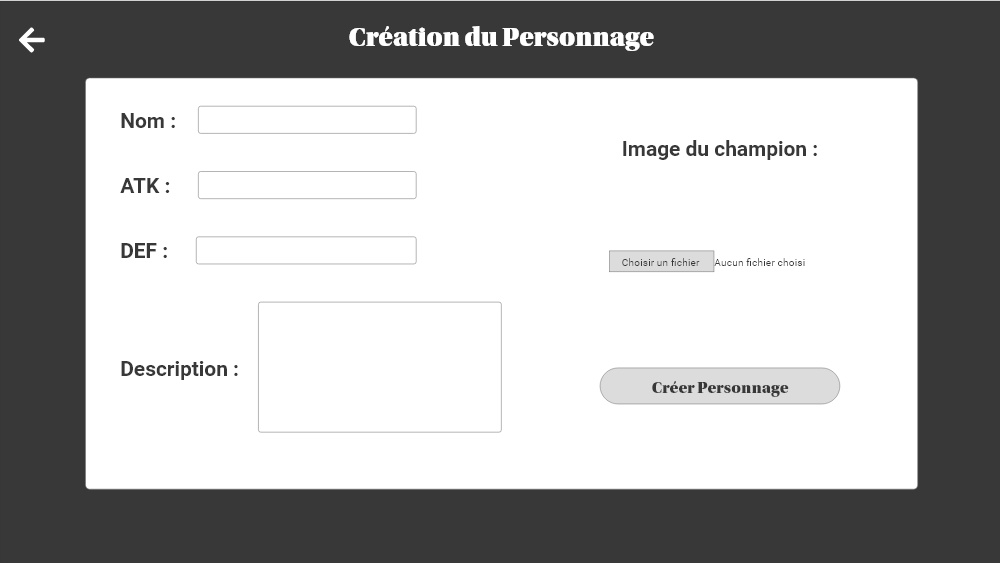 Création du Personnage
Nom :
ATK :
DEF :
Description :
Image du champion :
Choisir un fichier Aucun fichier choisi
Créer Personnage